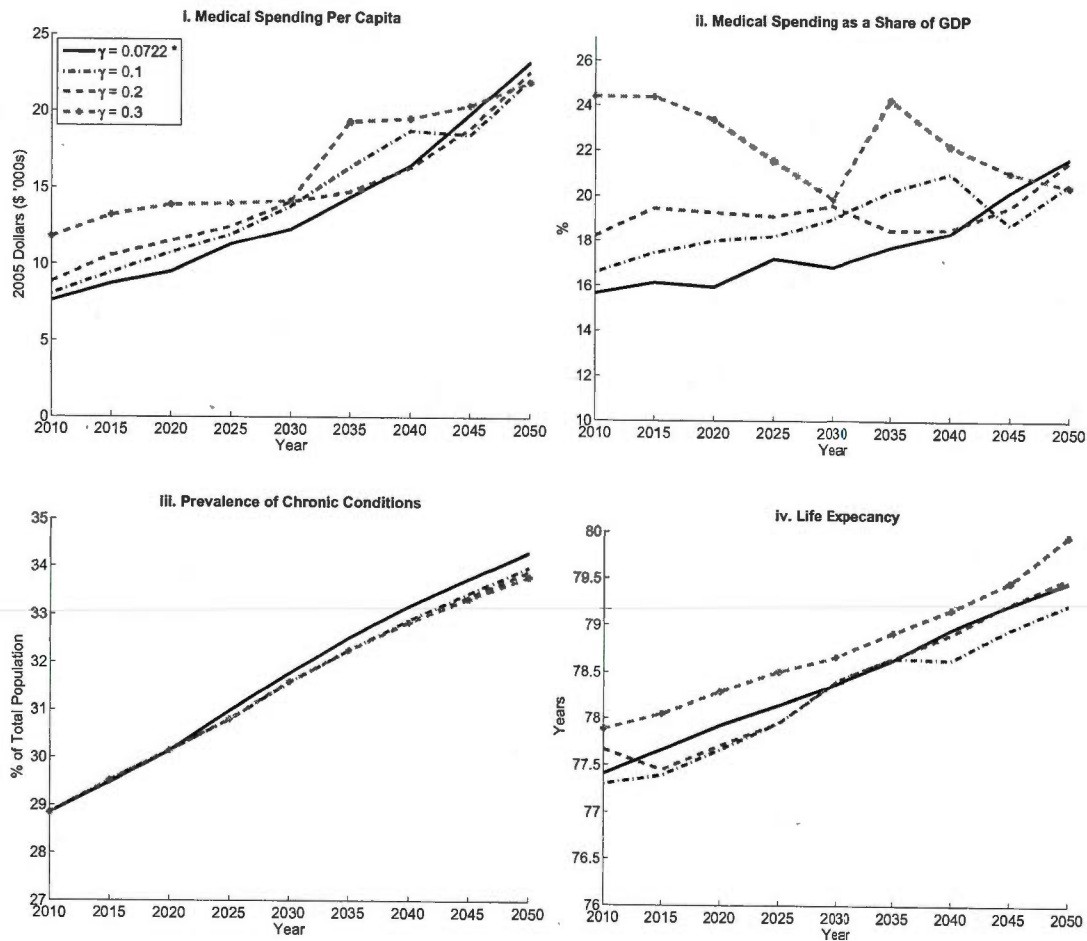 i. Medical Spending Per Capita
γ = 0.0722 *
γ = 0.1
γ = 0.2
γ = 0.3
2005 Dollars ($ '000s)
25
20
15
10
5
0
2010 2015 2020 2025 2030 2035 2040 2045 2050
Year
ii. Medical Spending as a Share of GDP
%
26
24
22
20
18
16
14
12
10
2010 2015 2020 2025 2030 2035 2040 2045 2050
Year
iii. Prevalence of Chronic Conditions
% of Total Population
35
34
33
32
31
30
29
28
27
2010 2015 2020 2025 2030 2035 2040 2045 2050
Year
iv. Life Expecancy
Years
80
79.5
79
78.5
78
77.5
77
76.5
76
2010 2015 2020 2025 2030 2035 2040 2045 2050
Year